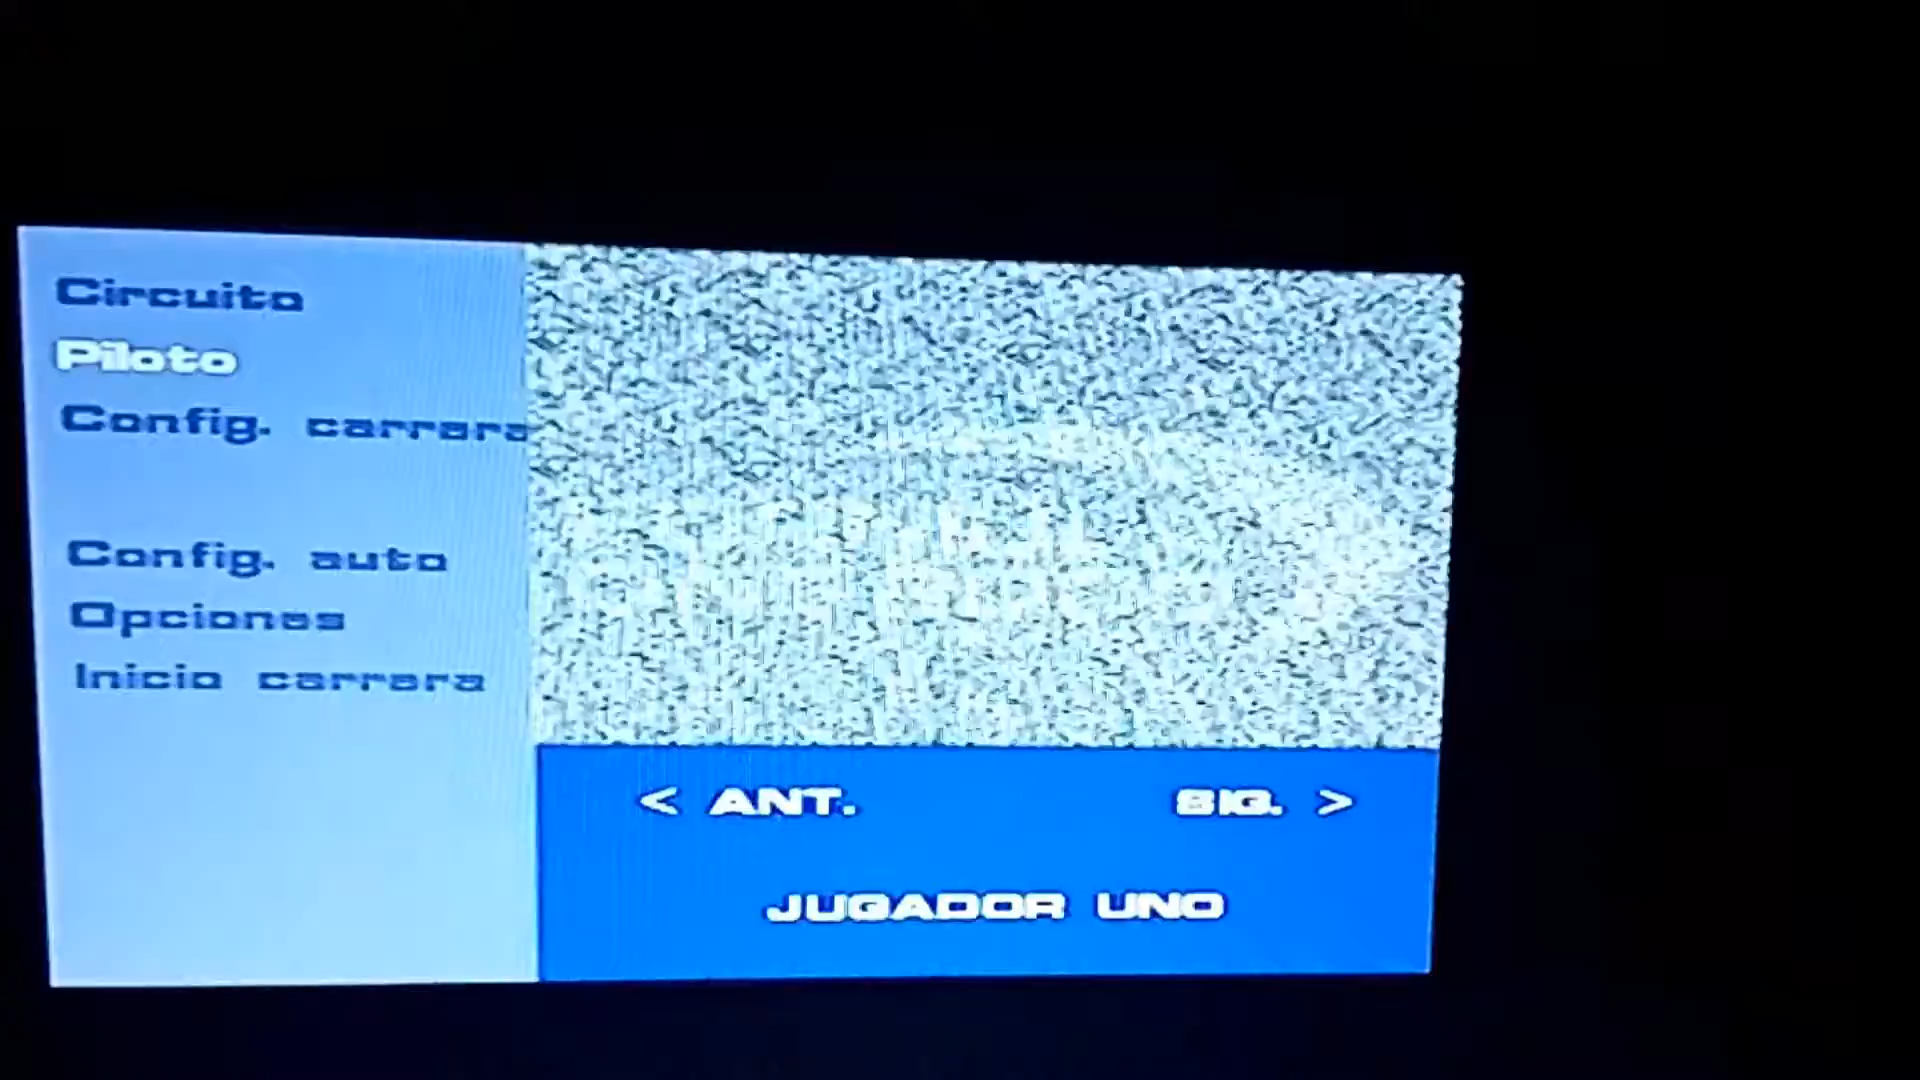 Circuito
Piloto
Config. carrera
Config. auto
Opciones
Inicio carrera
< ANT. SIG. >
JUGADOR UNO